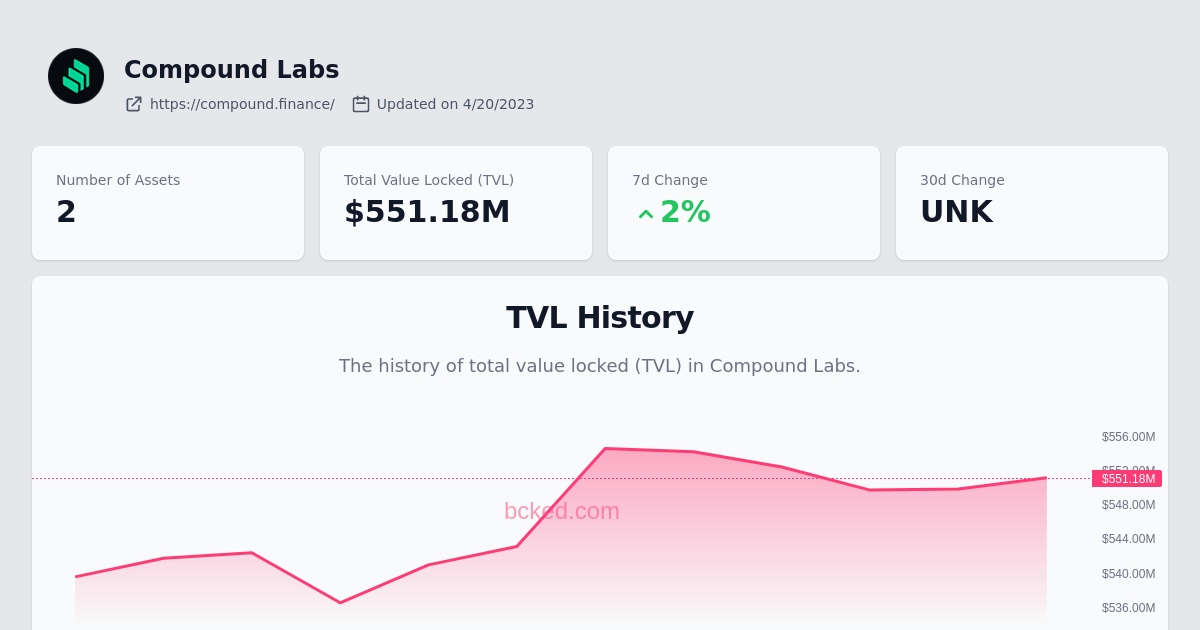 Compound Labs
https://compound.finance/ Updated on 4/20/2023
Number of Assets
2
Total Value Locked (TVL)
$551.18M
7d Change
2%
30d Change
UNK
TVL History
The history of total value locked (TVL) in Compound Labs.
$556.00M
$552.00M
$551.18M
bcked.com
$548.00M
$544.00M
$540.00M
$536.00M